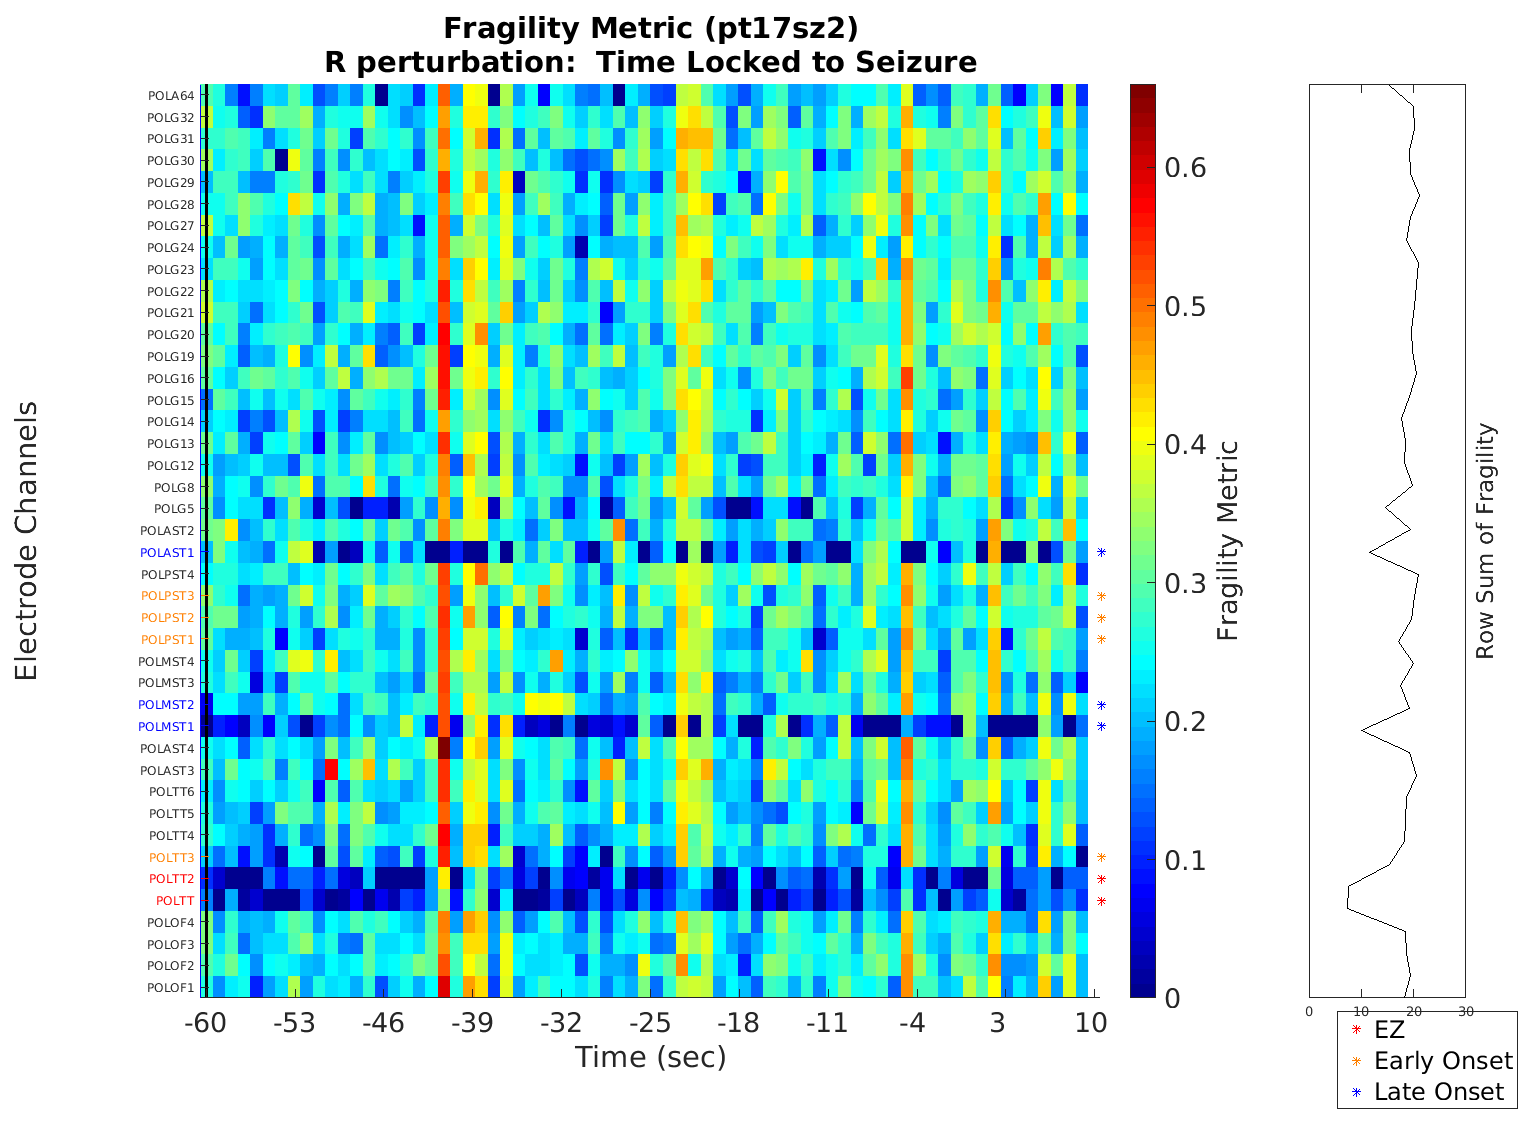 Fragility Metric (pt17sz2)
R perturbation:  Time Locked to Seizure
Electrode Channels
POLA64
POLG32
POLG31
POLG30
POLG29
POLG28
POLG27
POLG24
POLG23
POLG22
POLG21
POLG20
POLG19
POLG16
POLG15
POLG14
POLG13
POLG12
POLG8
POLG5
POLAST2
POLAST1
POLPST4
POLPST3
POLPST2
POLPST1
POLMST4
POLMST3
POLMST2
POLMST1
POLAST4
POLAST3
POLTT6
POLTT5
POLTT4
POLTT3
POLTT2
POLTT
POLOF4
POLOF3
POLOF2
POLOF1
-60 -53 -46 -39 -32 -25 -18 -11 -4 3 10
Time (sec)
0.6
0.5
0.4
0.3
0.2
0.1
0
Fragility Metric
0 10 20 30
Row Sum of Fragility
EZ
Early Onset
Late Onset